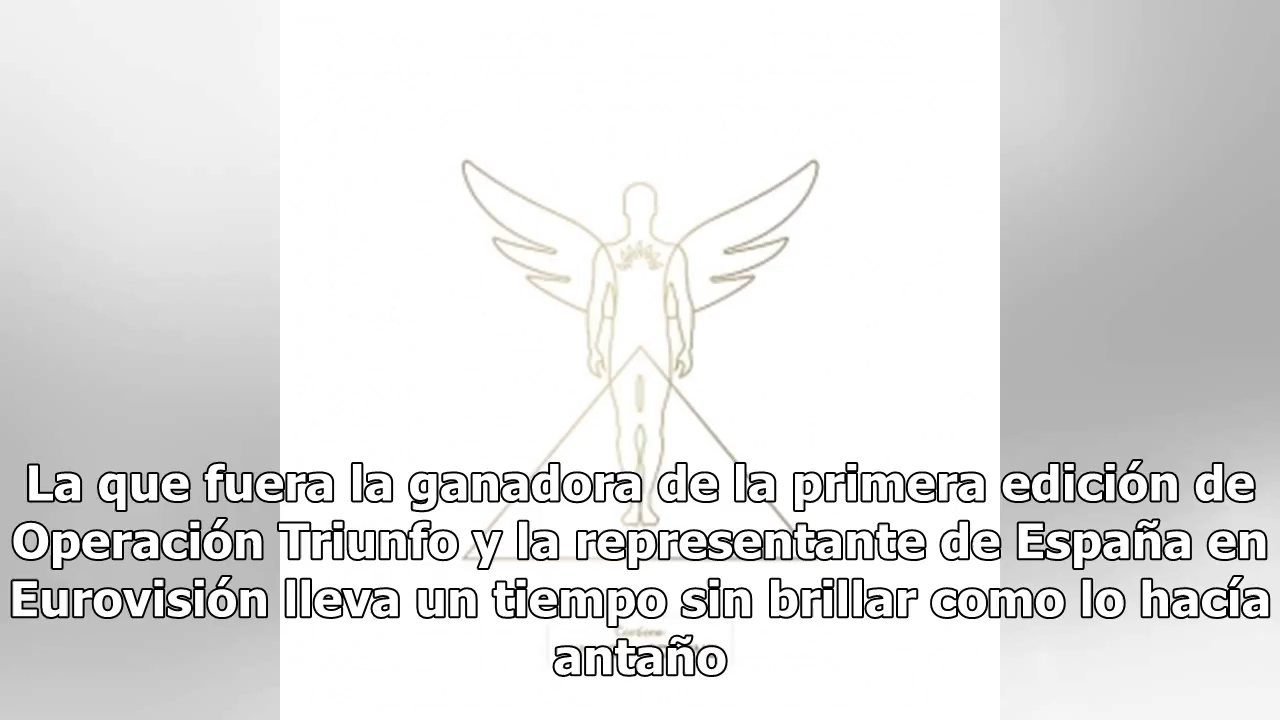 La que fuera la ganadora de la primera edición de
Operación Triunfo y la representante de España en
Eurovisión lleva un tiempo sin brillar como lo hacía
antaño